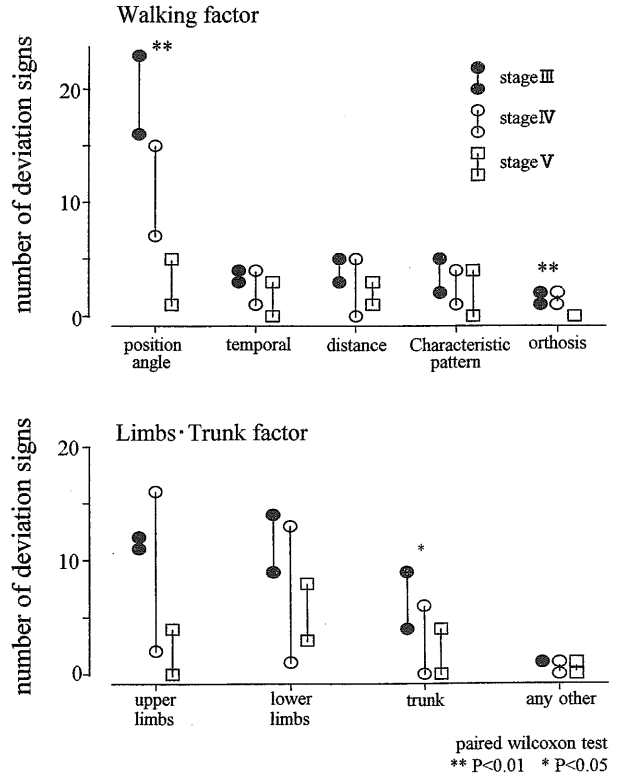 Walking factor
number of deviation signs
20
10
0
**
**
stage Ⅲ
stage Ⅳ
stage Ⅴ
position angle
temporal
distance
Characteristic pattern
orthosis
Limbs・Trunk factor
number of deviation signs
20
10
0
*
upper limbs
lower limbs
trunk
any other
paired wilcoxon test
** P<0.01 * P<0.05